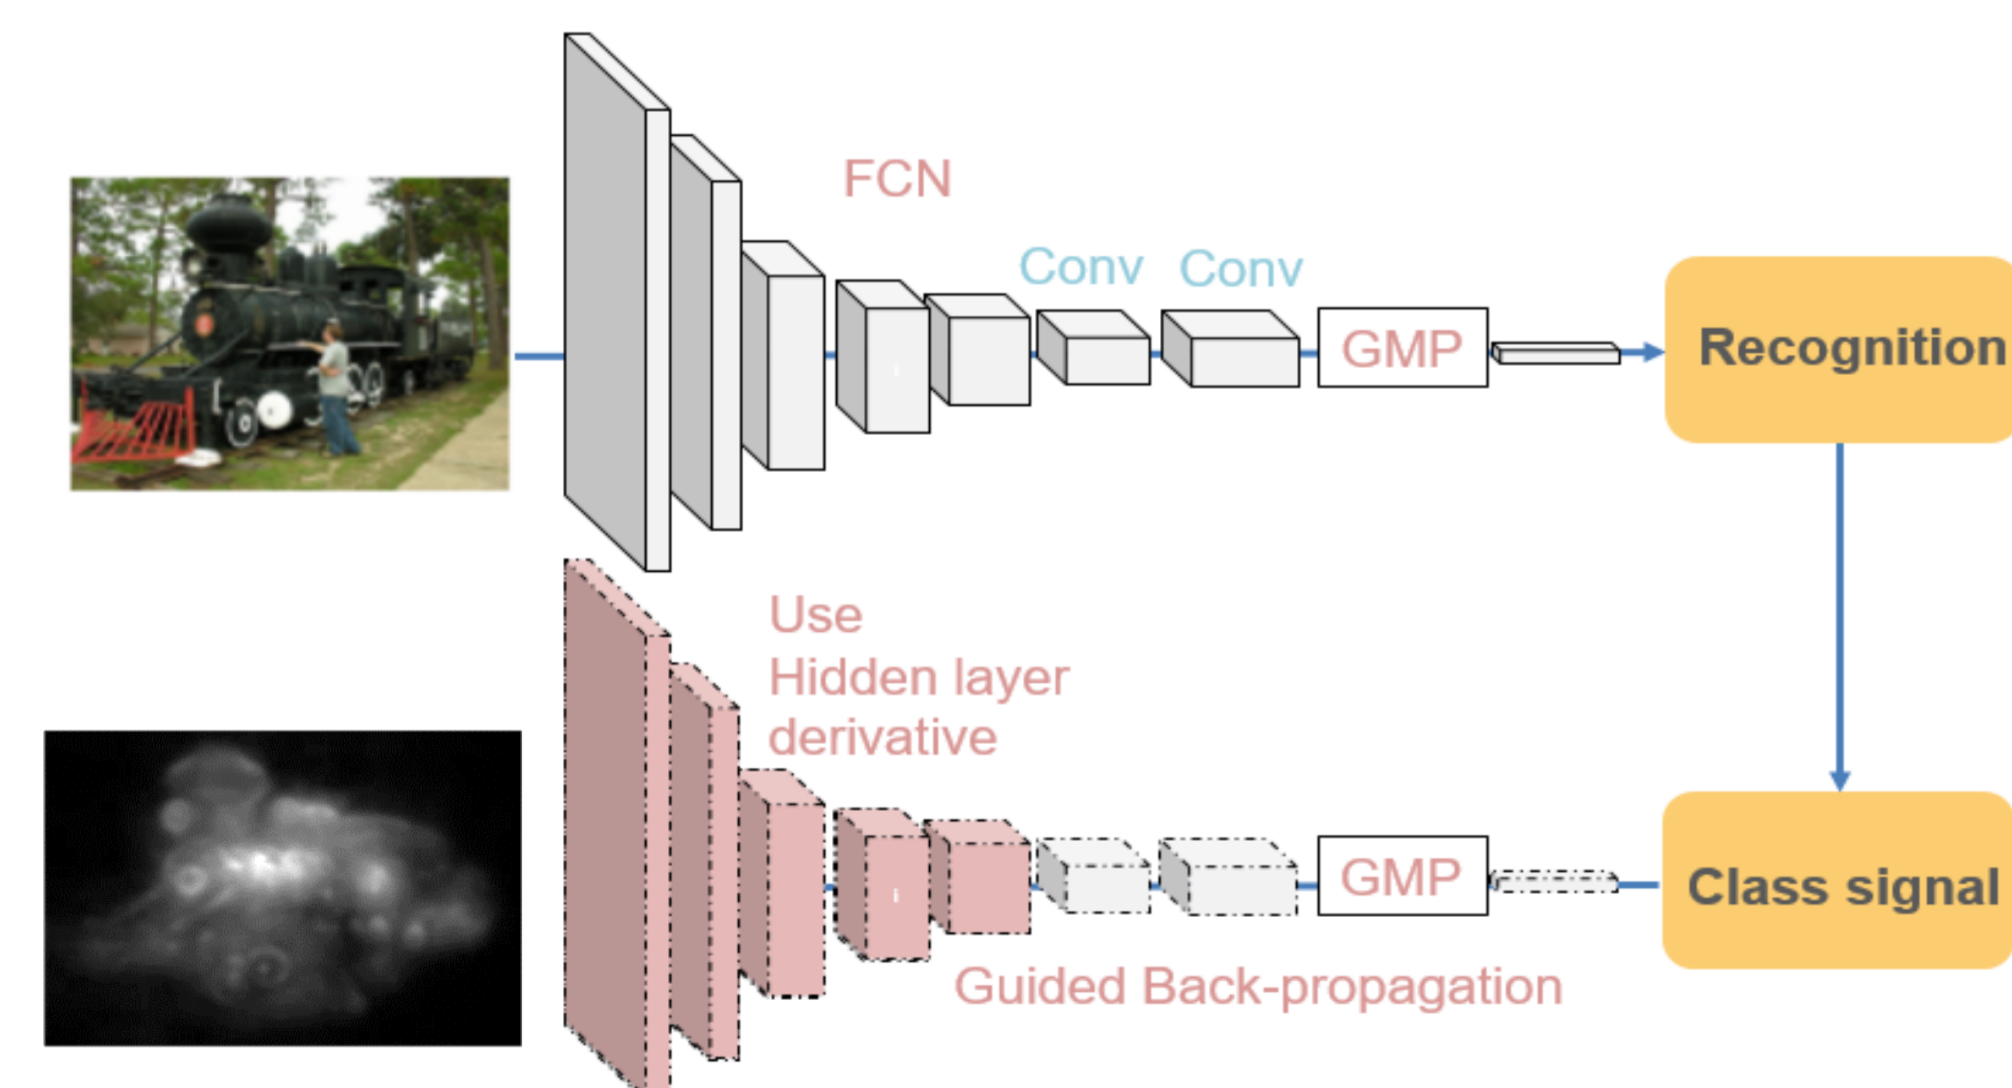 FCN
Conv Conv
GMP
Recognition
Use
Hidden layer
derivative
GMP
Class signal
Guided Back-propagation